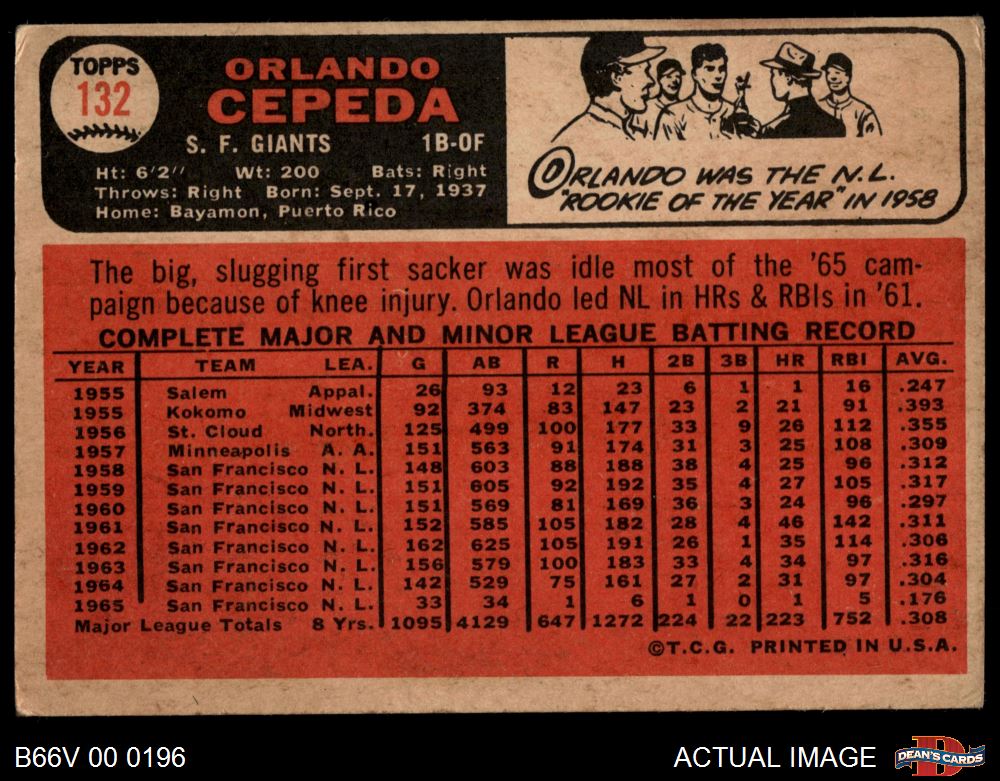 TOPPS
132
ORLANDO
CEPEDA
S. F. GIANTS 1B-OF
Ht: 6'2" Wt: 200 Bats: Right
Throws: Right Born: Sept. 17, 1937
Home: Bayamon, Puerto Rico
ORLANDO WAS THE N.L.
"ROOKIE OF THE YEAR" IN 1958
The big, slugging first sacker was idle most of the '65 cam-
paign because of knee injury. Orlando led NL in HRs & RBIs in '61.
COMPLETE MAJOR AND MINOR LEAGUE BATTING RECORD
YEAR TEAM LEA. G AB R H 2B 3B HR RBI AVG.
1955 Salem Appal. 26 93 12 23 6 1 1 16 .247
1955 Kokomo Midwest 92 374 83 147 23 2 21 91 .393
1956 St. Cloud North. 125 499 100 177 33 9 26 112 .355
1957 Minneapolis A. A. 151 563 91 174 31 3 25 108 .309
1958 San Francisco N. L. 148 603 88 188 38 4 25 96 .312
1959 San Francisco N. L. 151 605 92 192 35 4 27 105 .317
1960 San Francisco N. L. 151 569 81 169 36 3 24 96 .297
1961 San Francisco N. L. 152 585 105 182 28 4 46 142 .311
1962 San Francisco N. L. 162 625 105 191 26 1 35 114 .306
1963 San Francisco N. L. 156 579 100 183 33 4 34 97 .316
1964 San Francisco N. L. 142 529 75 161 27 2 31 97 .304
1965 San Francisco N. L. 33 34 1 6 1 0 1 5 .176
Major League Totals 8 Yrs. 1095 4129 647 1272 224 22 223 752 .308
©T.C.G. PRINTED IN U.S.A.
B66V 00 0196 ACTUAL IMAGE DEAN'S CARDS